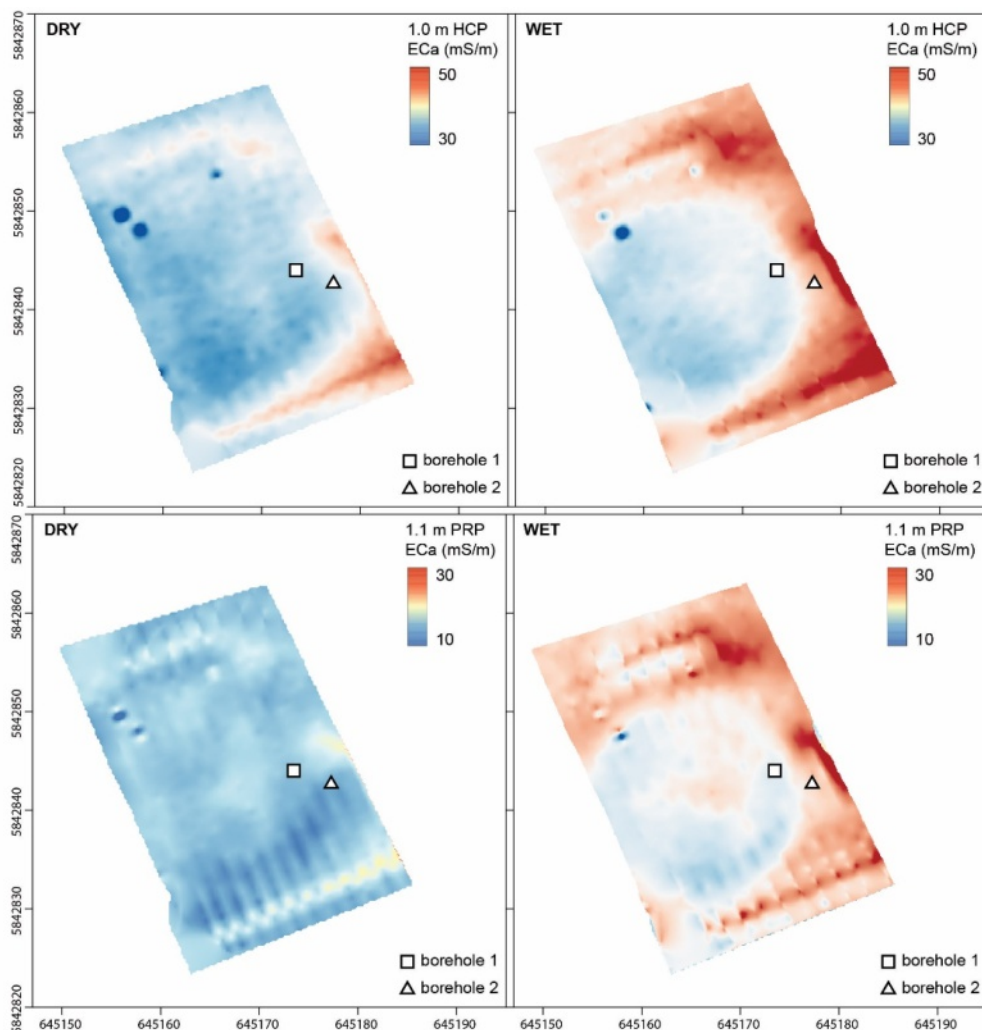 DRY
1.0 m HCP
ECa (mS/m)
50
30
borehole 1
borehole 2
WET
1.0 m HCP
ECa (mS/m)
50
30
borehole 1
borehole 2
5842870
5842860
5842850
5842840
5842830
5842820
DRY
1.1 m PRP
ECa (mS/m)
30
10
borehole 1
borehole 2
WET
1.1 m PRP
ECa (mS/m)
30
10
borehole 1
borehole 2
5842870
5842860
5842850
5842840
5842830
5842820
645150 645160 645170 645180 645190 645150 645160 645170 645180 645190